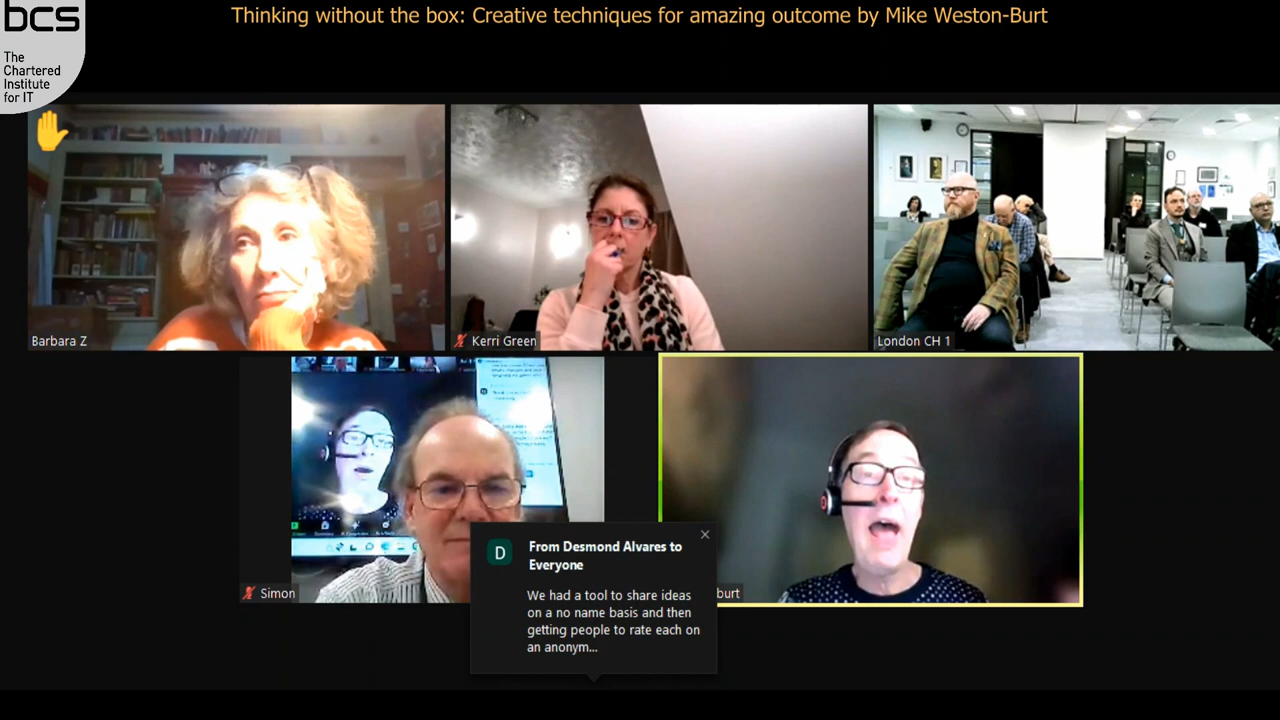 Thinking without the box: Creative techniques for amazing outcome by Mike Weston-Burt
bcs
The
Chartered
Institute
for IT
Barbara Z
Kerri Green
London CH 1
Simon
burt
D
From Desmond Alvares to
Everyone
We had a tool to share ideas
on a no name basis and then
getting people to rate each on
an anonym...